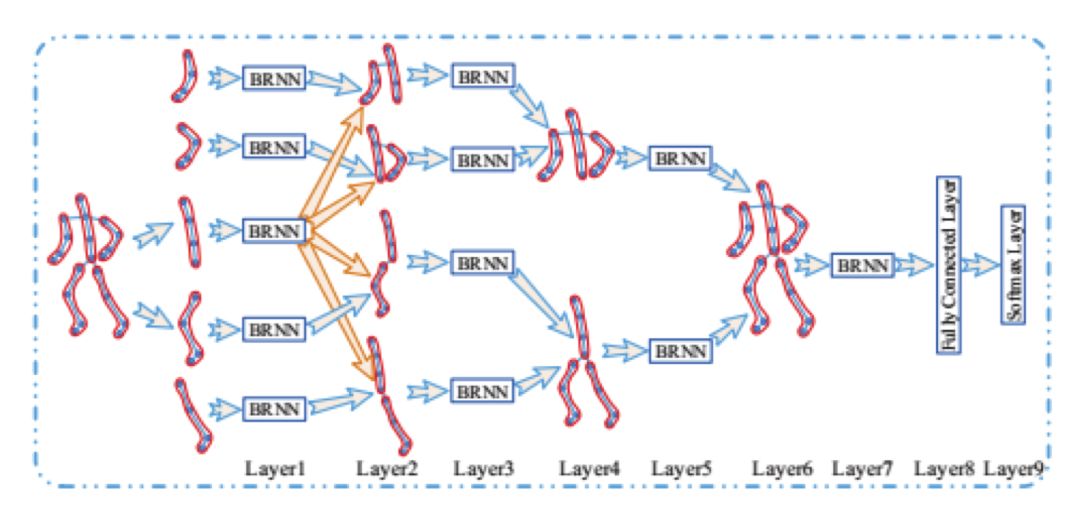 BRNN
BRNN
BRNN
BRNN
BRNN
BRNN
BRNN
BRNN
BRNN
BRNN
BRNN
BRNN
Fully Connected Layer
Softmax Layer
Layer1 Layer2 Layer3 Layer4 Layer5 Layer6 Layer7 Layer8 Layer9